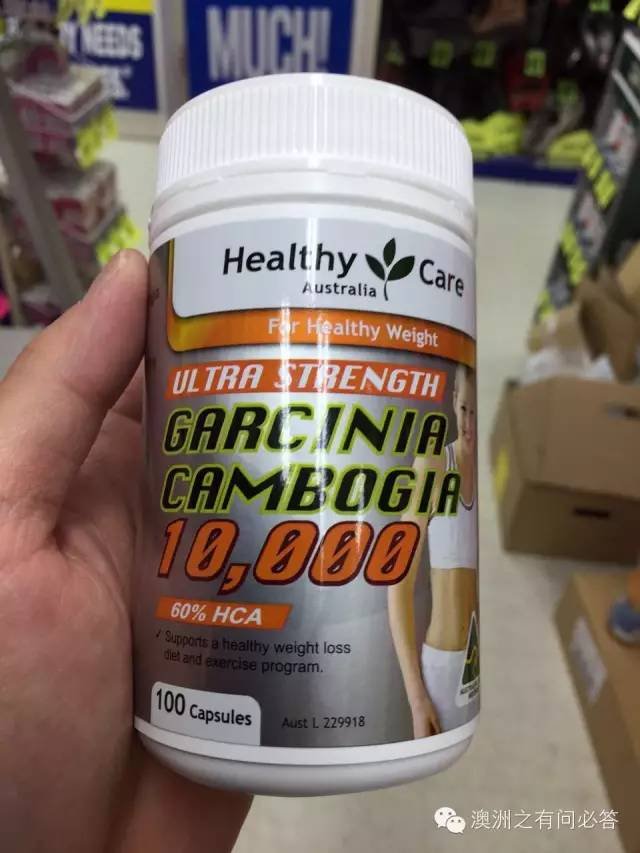 Y NEEDS
MUCH!
Healthy Care
Australia
For Healthy Weight
ULTRA STRENGTH
GARCINIA
CAMBOGIA
10,000
60% HCA
✓ Supports a healthy weight loss
diet and exercise program.
100 Capsules
Aust L 229918
澳洲之有问必答